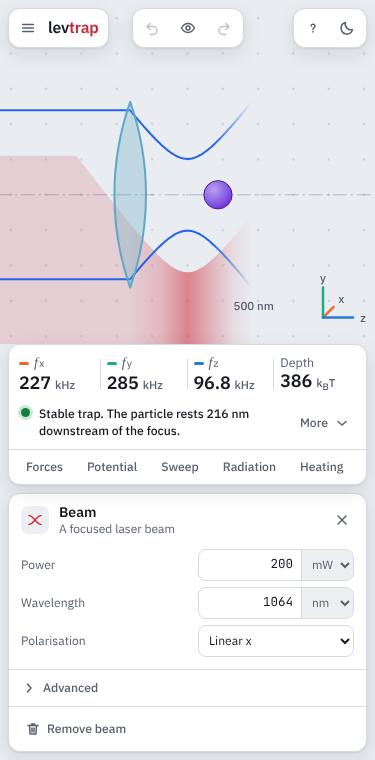 levtrap
?
500 nm
y
x
z
fx
fy
fz
Depth
227 kHz
285 kHz
96.8 kHz
386 kBT
Stable trap. The particle rests 216 nm
downstream of the focus.
More
Forces
Potential
Sweep
Radiation
Heating
Beam
A focused laser beam
Power
200
mW
Wavelength
1064
nm
Polarisation
Linear x
Advanced
Remove beam